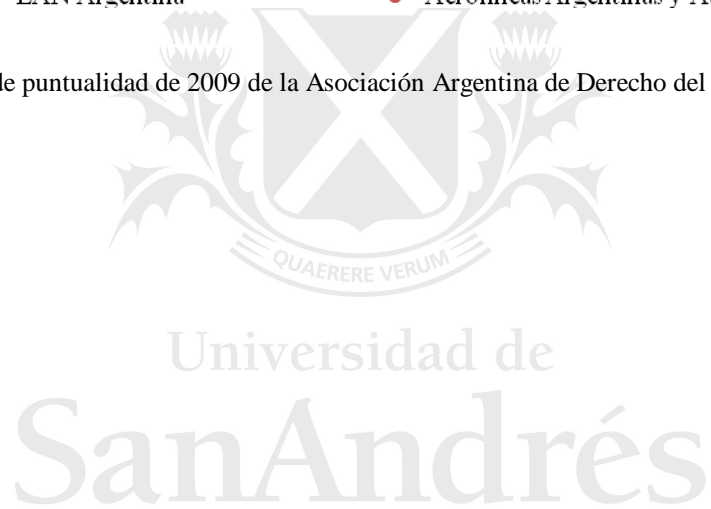 LAN Argentina Aerolíneas Argentinas y Au
de puntualidad de 2009 de la Asociación Argentina de Derecho del
QUAERERE VERUM
Universidad de
SanAndrés